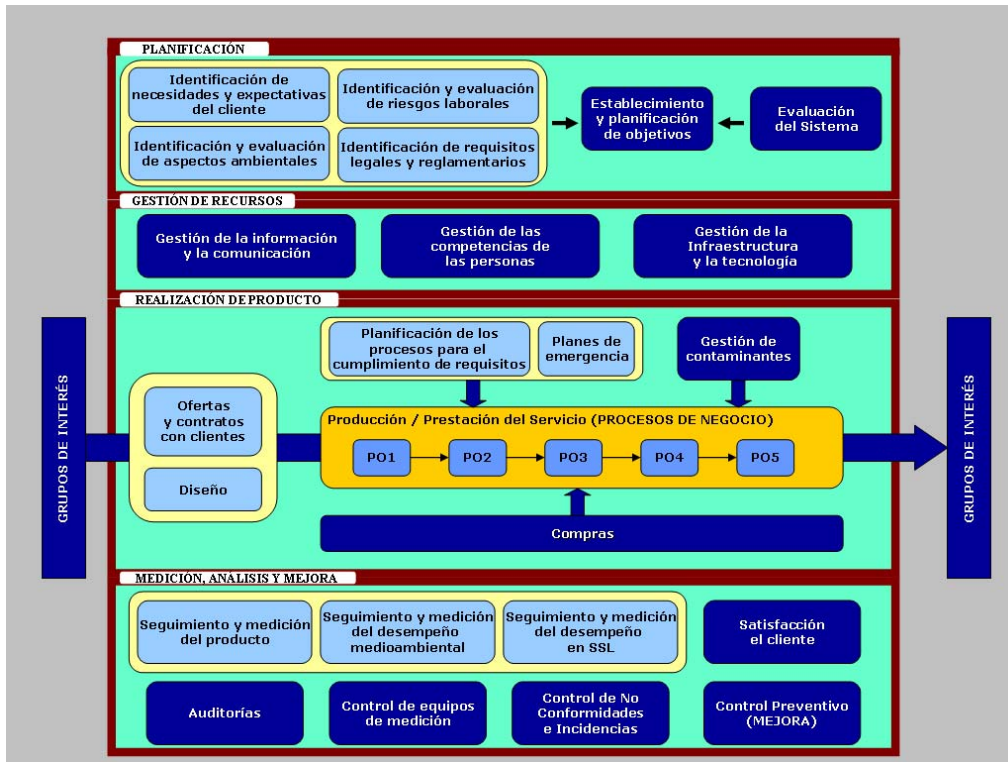 PLANIFICACIÓN
Identificación de
necesidades y expectativas
del cliente
Identificación y evaluación
de riesgos laborales
Identificación y evaluación
de aspectos ambientales
Identificación de requisitos
legales y reglamentarios
Establecimiento
y planificación
de objetivos
Evaluación
del Sistema
GESTIÓN DE RECURSOS
Gestión de la información
y la comunicación
Gestión de las
competencias de
las personas
Gestión de la
Infraestructura
y la tecnología
REALIZACIÓN DE PRODUCTO
GRUPOS DE INTERÉS
Ofertas
y contratos
con clientes
Diseño
Planificación de los
procesos para el
cumplimiento de requisitos
Planes de
emergencia
Gestión de
contaminantes
Producción / Prestación del Servicio (PROCESOS DE NEGOCIO)
PO1
PO2
PO3
PO4
PO5
Compras
GRUPOS DE INTERÉS
MEDICIÓN, ANÁLISIS Y MEJORA
Seguimiento y medición
del producto
Seguimiento y medición
del desempeño
medioambiental
Seguimiento y medición
del desempeño
en SSL
Satisfacción
el cliente
Auditorías
Control de equipos
de medición
Control de No
Conformidades
e Incidencias
Control Preventivo
(MEJORA)